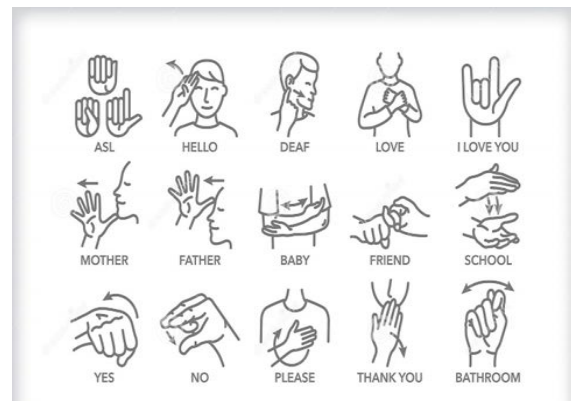 ASL HELLO DEAF LOVE I LOVE YOU
MOTHER FATHER BABY FRIEND SCHOOL
YES NO PLEASE THANK YOU BATHROOM